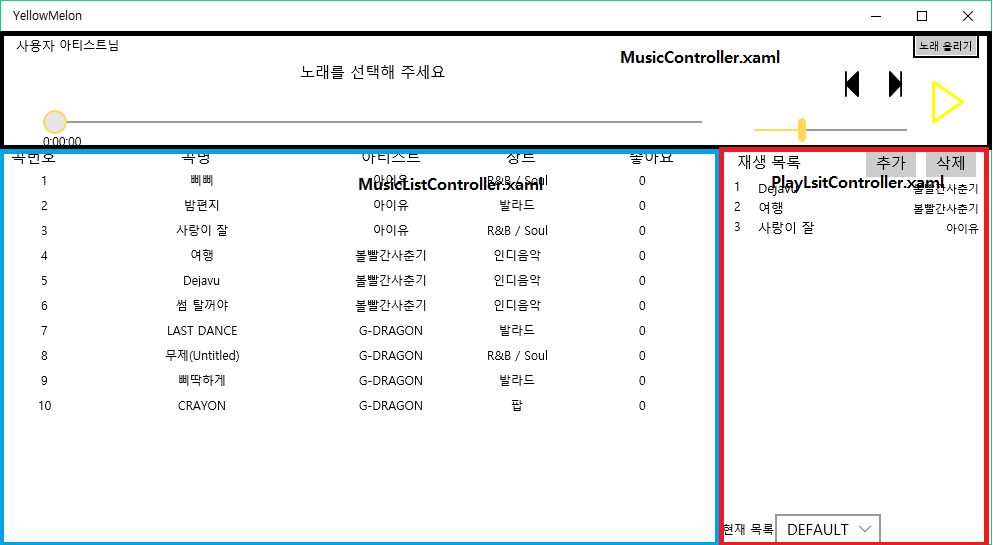 YellowMelon
사용자 아티스트님
노래 올리기
MusicController.xaml
노래를 선택해 주세요
0:00:00
곡번호 곡명 아티스트 장르 좋아요
1 삐삐 아이유 R&B / Soul 0
MusicListController.xaml
2 밤편지 아이유 발라드 0
3 사랑이 잘 아이유 R&B / Soul 0
4 여행 볼빨간사춘기 인디음악 0
5 Dejavu 볼빨간사춘기 인디음악 0
6 썸 탈꺼야 볼빨간사춘기 인디음악 0
7 LAST DANCE G-DRAGON 발라드 0
8 무제(Untitled) G-DRAGON R&B / Soul 0
9 삐딱하게 G-DRAGON 발라드 0
10 CRAYON G-DRAGON 팝 0
재생 목록 추가 삭제
PlayLsitController.xaml
1 Dejavu 볼빨간사춘기
2 여행 볼빨간사춘기
3 사랑이 잘 아이유
현재 목록 DEFAULT